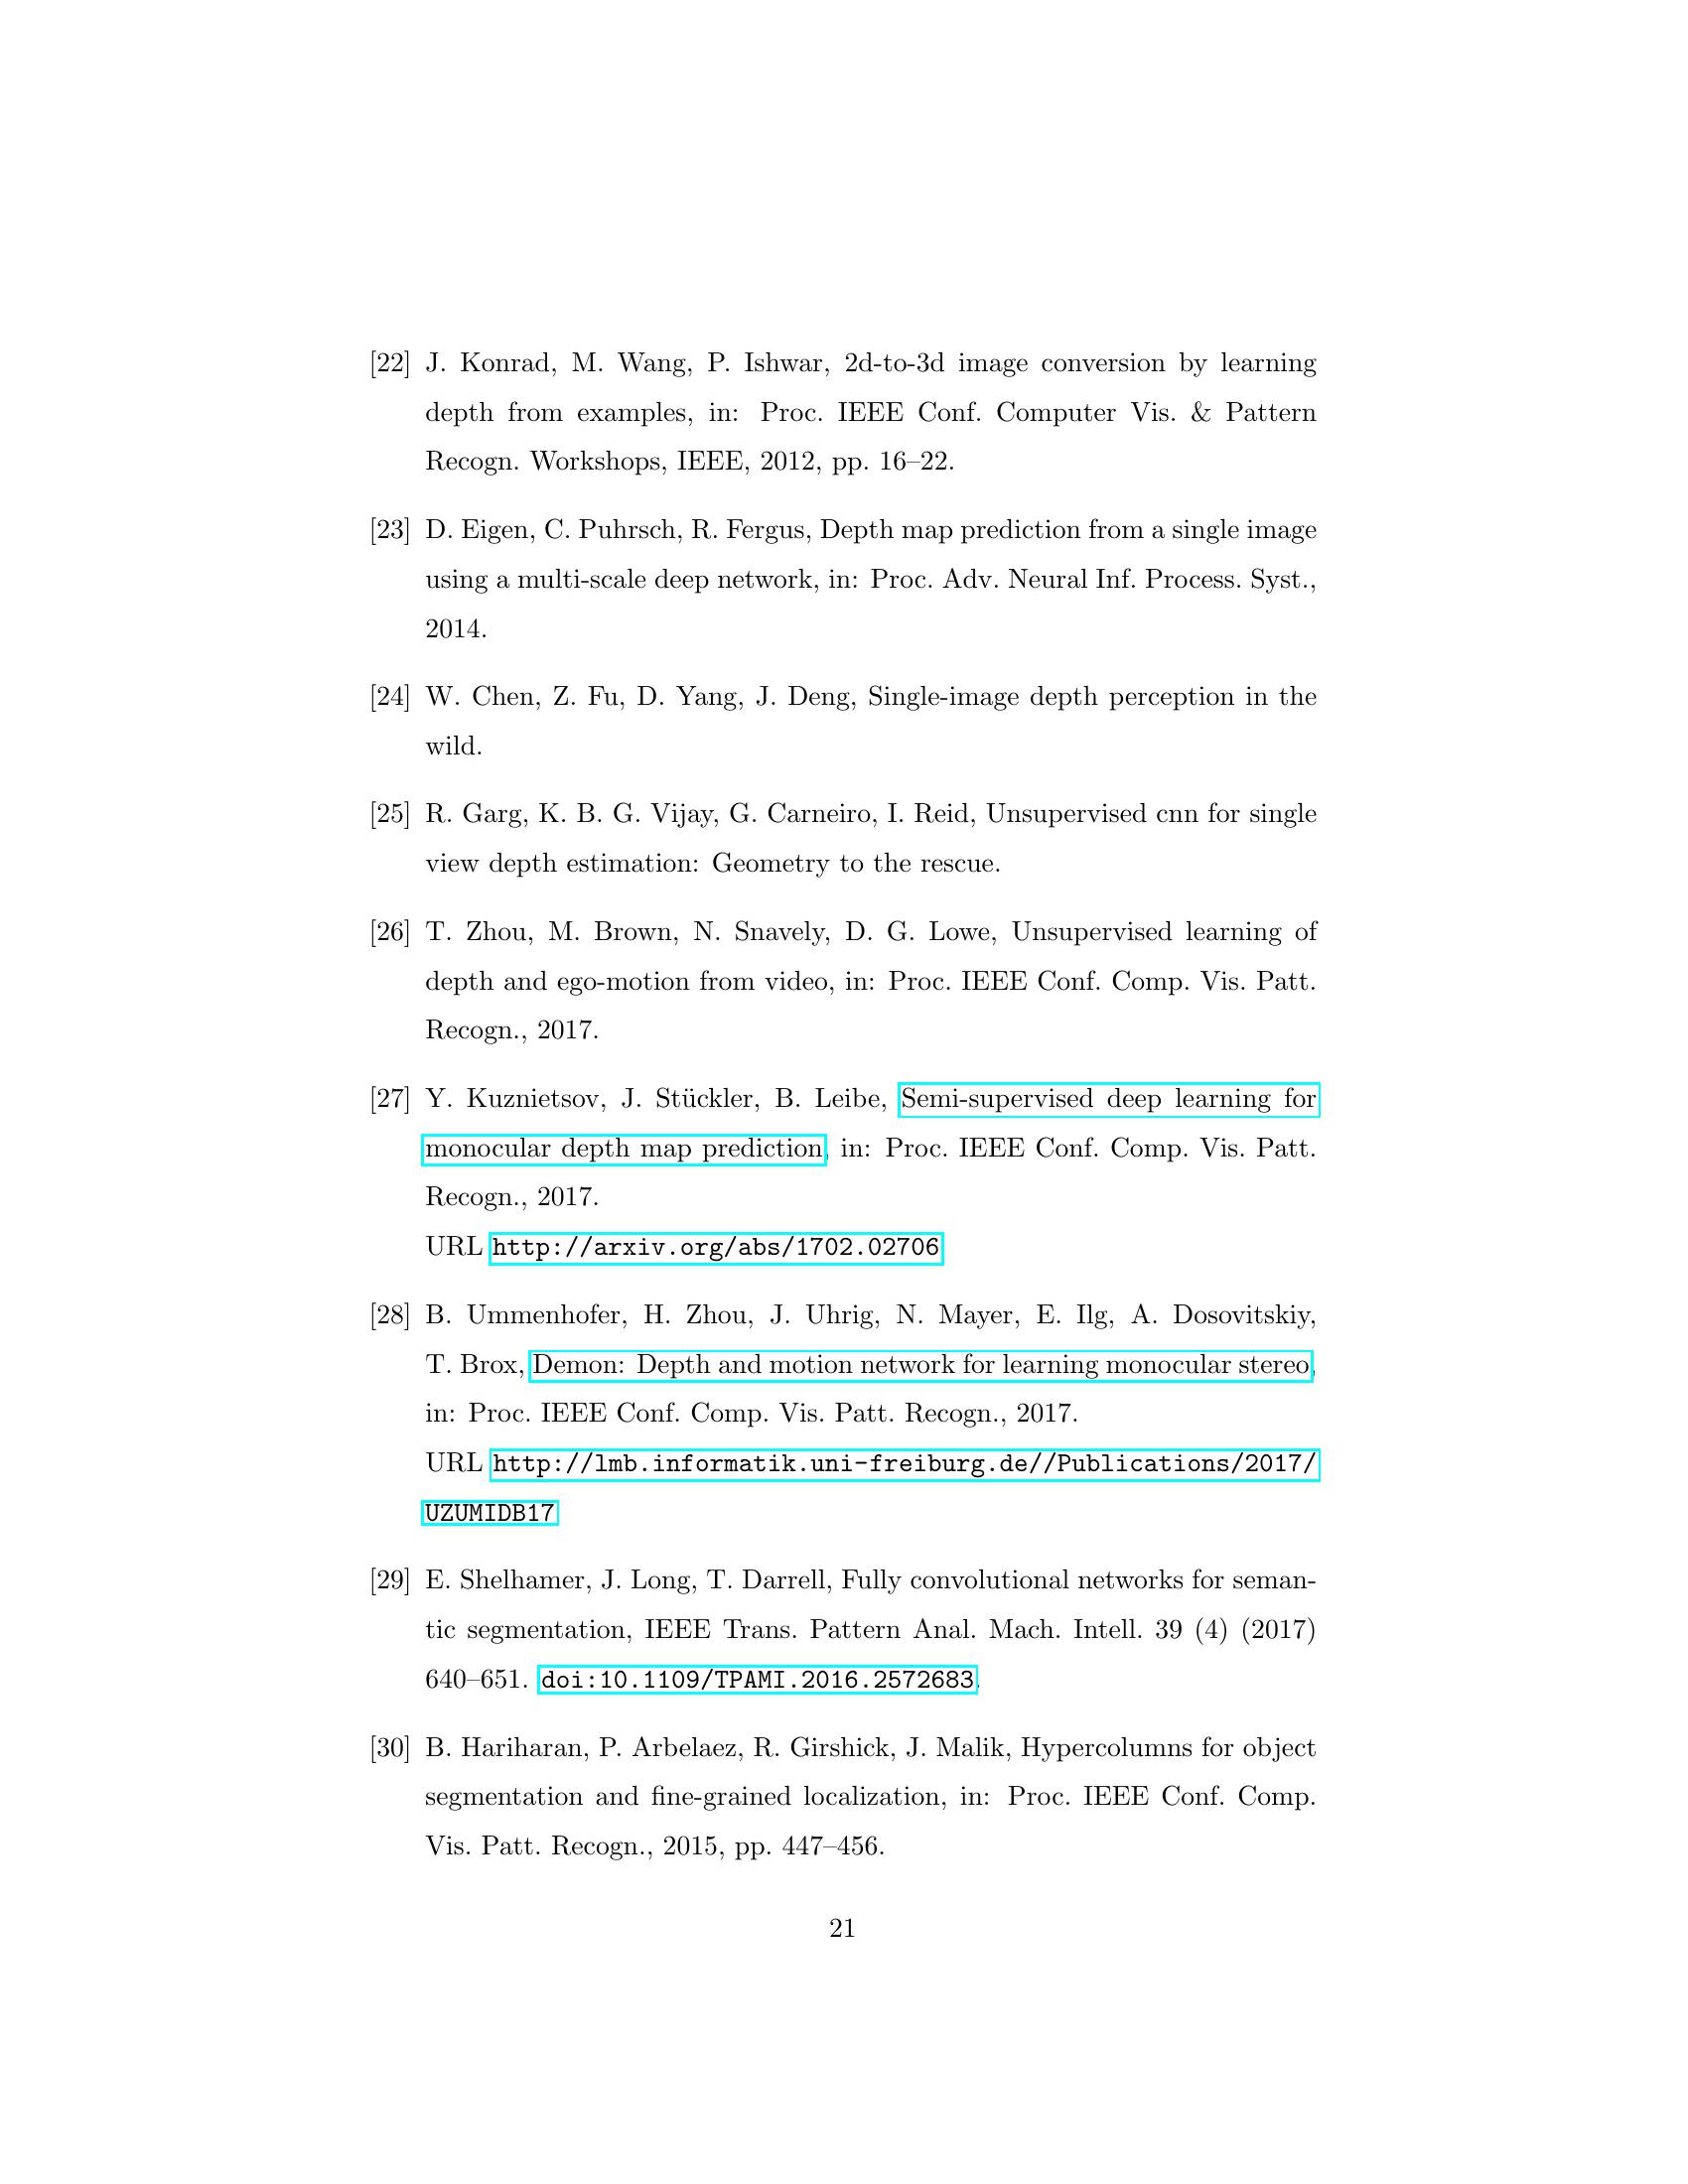 [22] J. Konrad, M. Wang, P. Ishwar, 2d-to-3d image conversion by learning
depth from examples, in: Proc. IEEE Conf. Computer Vis. & Pattern
Recogn. Workshops, IEEE, 2012, pp. 16–22.
[23] D. Eigen, C. Puhrsch, R. Fergus, Depth map prediction from a single image
using a multi-scale deep network, in: Proc. Adv. Neural Inf. Process. Syst.,
2014.
[24] W. Chen, Z. Fu, D. Yang, J. Deng, Single-image depth perception in the
wild.
[25] R. Garg, K. B. G. Vijay, G. Carneiro, I. Reid, Unsupervised cnn for single
view depth estimation: Geometry to the rescue.
[26] T. Zhou, M. Brown, N. Snavely, D. G. Lowe, Unsupervised learning of
depth and ego-motion from video, in: Proc. IEEE Conf. Comp. Vis. Patt.
Recogn., 2017.
[27] Y. Kuznietsov, J. Stückler, B. Leibe, Semi-supervised deep learning for
monocular depth map prediction, in: Proc. IEEE Conf. Comp. Vis. Patt.
Recogn., 2017.
URL http://arxiv.org/abs/1702.02706
[28] B. Ummenhofer, H. Zhou, J. Uhrig, N. Mayer, E. Ilg, A. Dosovitskiy,
T. Brox, Demon: Depth and motion network for learning monocular stereo,
in: Proc. IEEE Conf. Comp. Vis. Patt. Recogn., 2017.
URL http://lmb.informatik.uni-freiburg.de//Publications/2017/
UZUMIDB17
[29] E. Shelhamer, J. Long, T. Darrell, Fully convolutional networks for seman-
tic segmentation, IEEE Trans. Pattern Anal. Mach. Intell. 39 (4) (2017)
640–651. doi:10.1109/TPAMI.2016.2572683.
[30] B. Hariharan, P. Arbelaez, R. Girshick, J. Malik, Hypercolumns for object
segmentation and fine-grained localization, in: Proc. IEEE Conf. Comp.
Vis. Patt. Recogn., 2015, pp. 447–456.
21